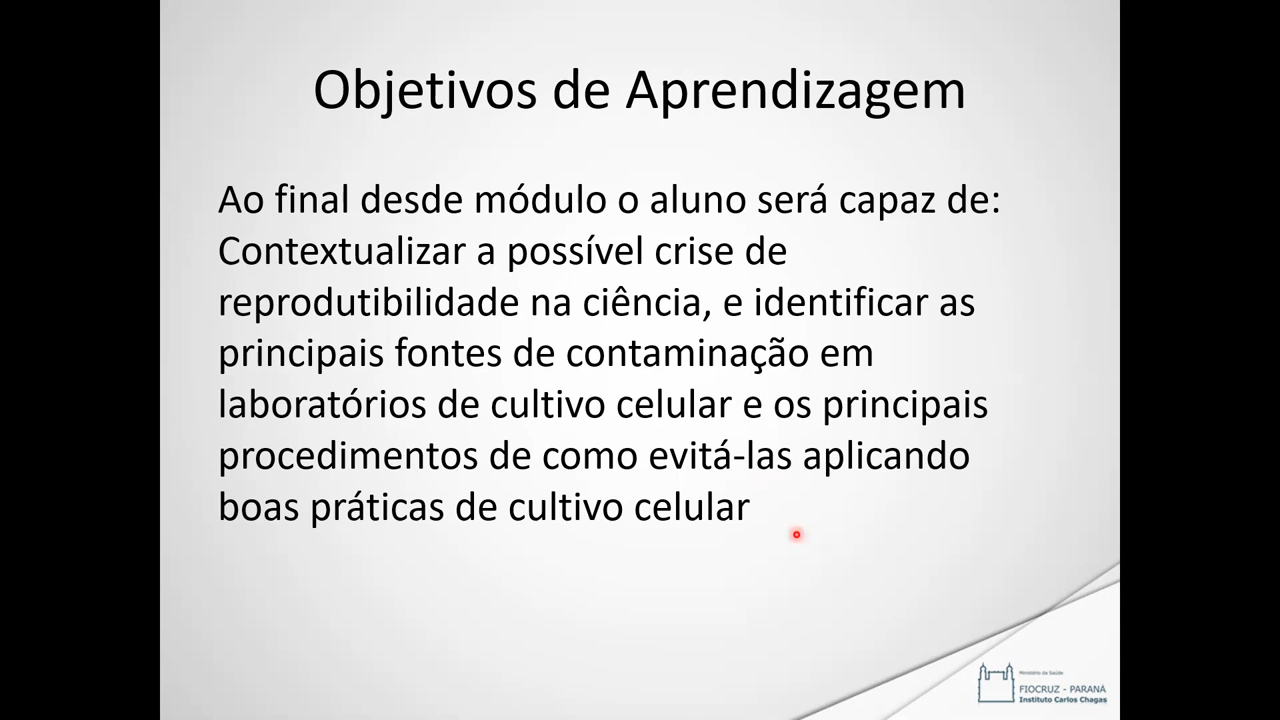 Objetivos de Aprendizagem
Ao final desde módulo o aluno será capaz de:
Contextualizar a possível crise de
reprodutibilidade na ciência, e identificar as
principais fontes de contaminação em
laboratórios de cultivo celular e os principais
procedimentos de como evitá-las aplicando
boas práticas de cultivo celular
Ministério da Saúde
FIOCRUZ - PARANÁ
Instituto Carlos Chagas